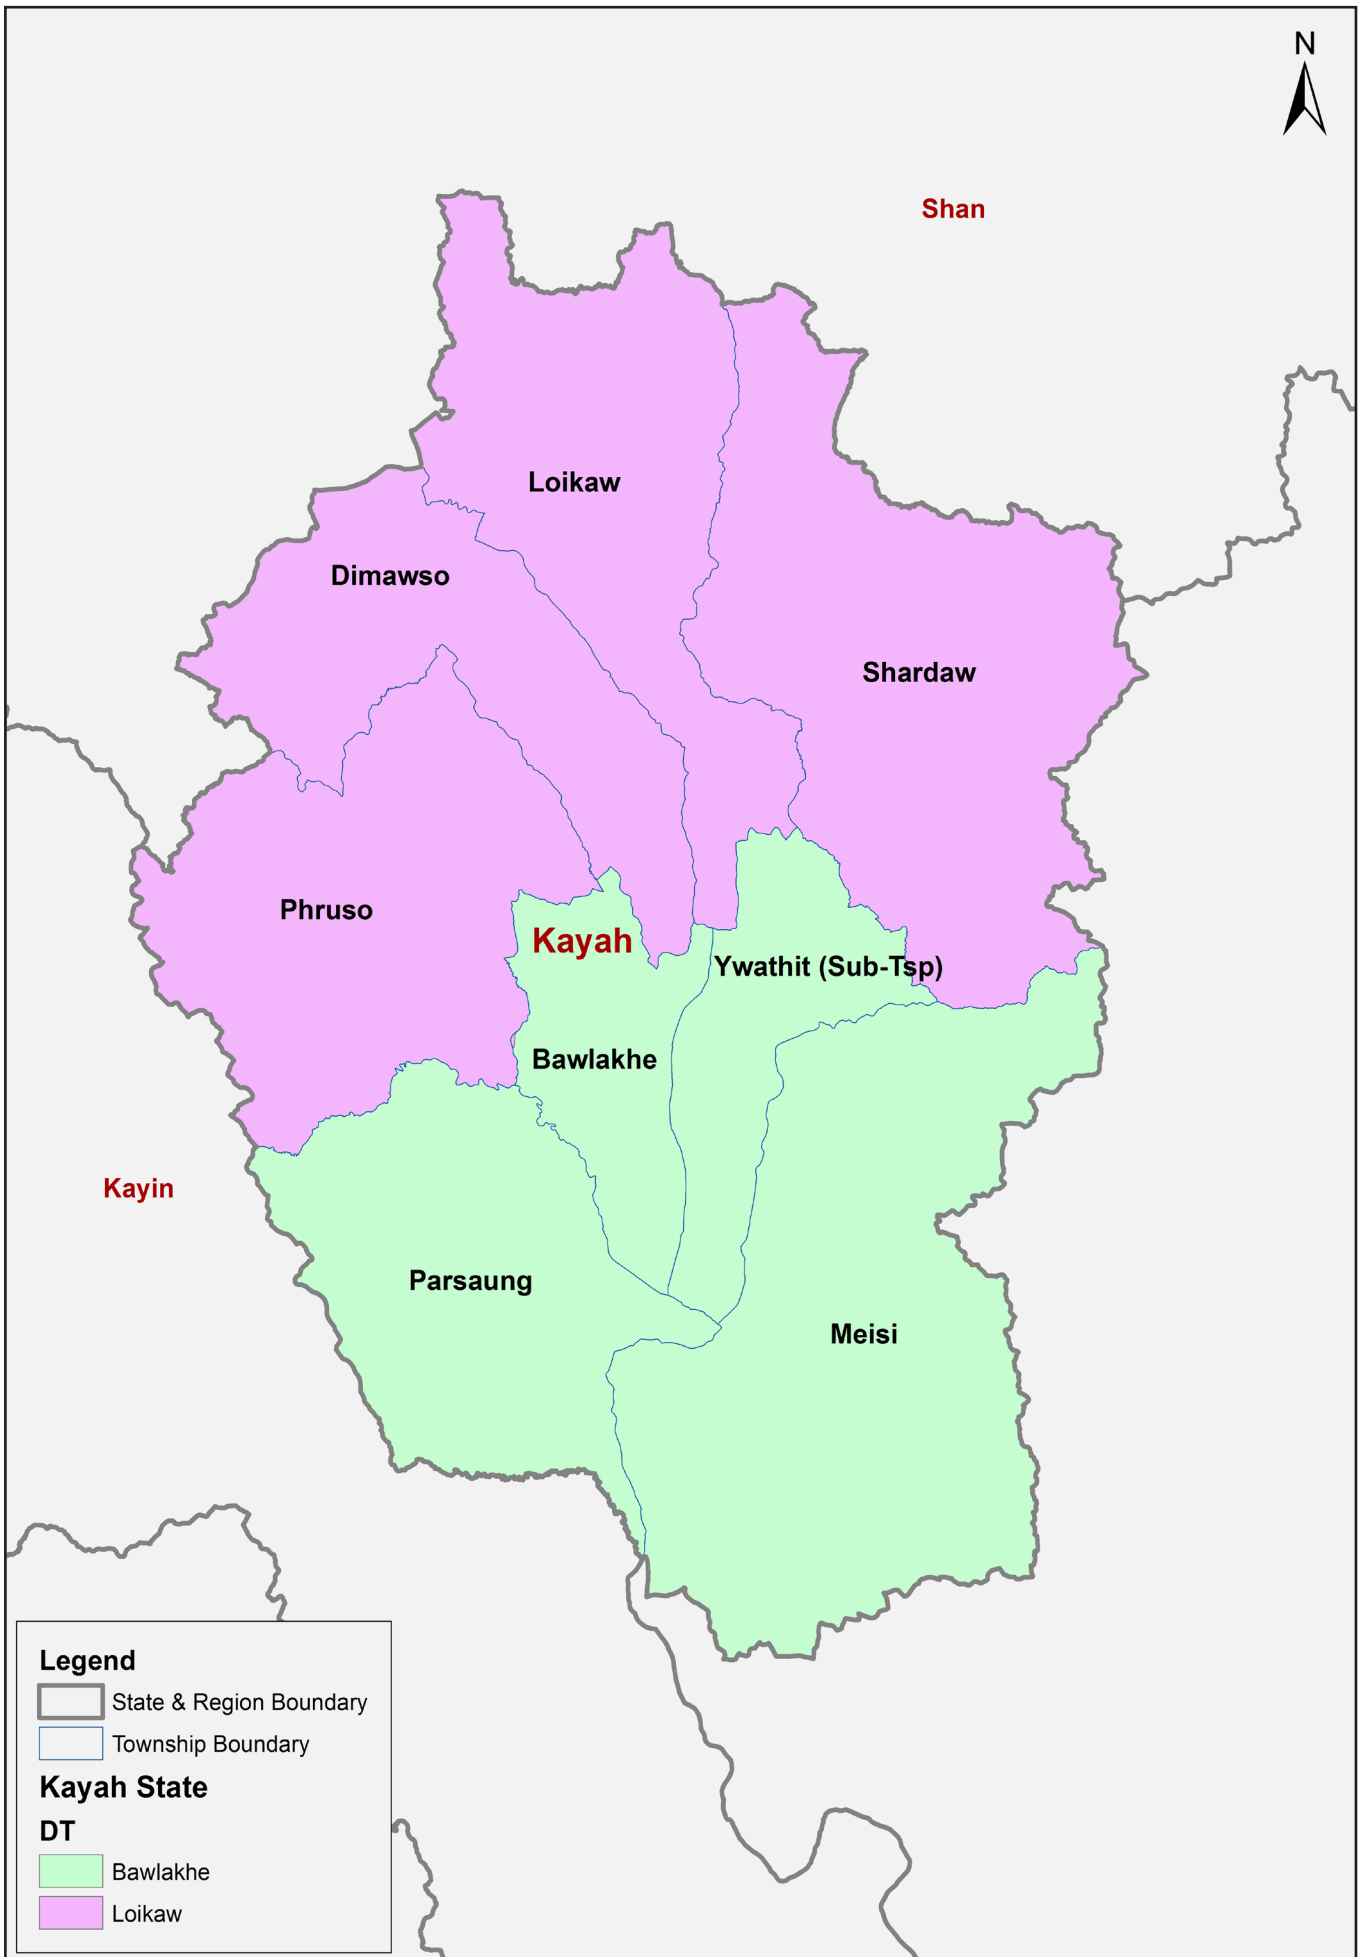 N
Shan
Loikaw
Dimawso
Shardaw
Phruso
Kayah
Ywathit (Sub-Tsp)
Bawlakhe
Kayin
Parsaung
Meisi
Legend
State & Region Boundary
Township Boundary
Kayah State
DT
Bawlakhe
Loikaw